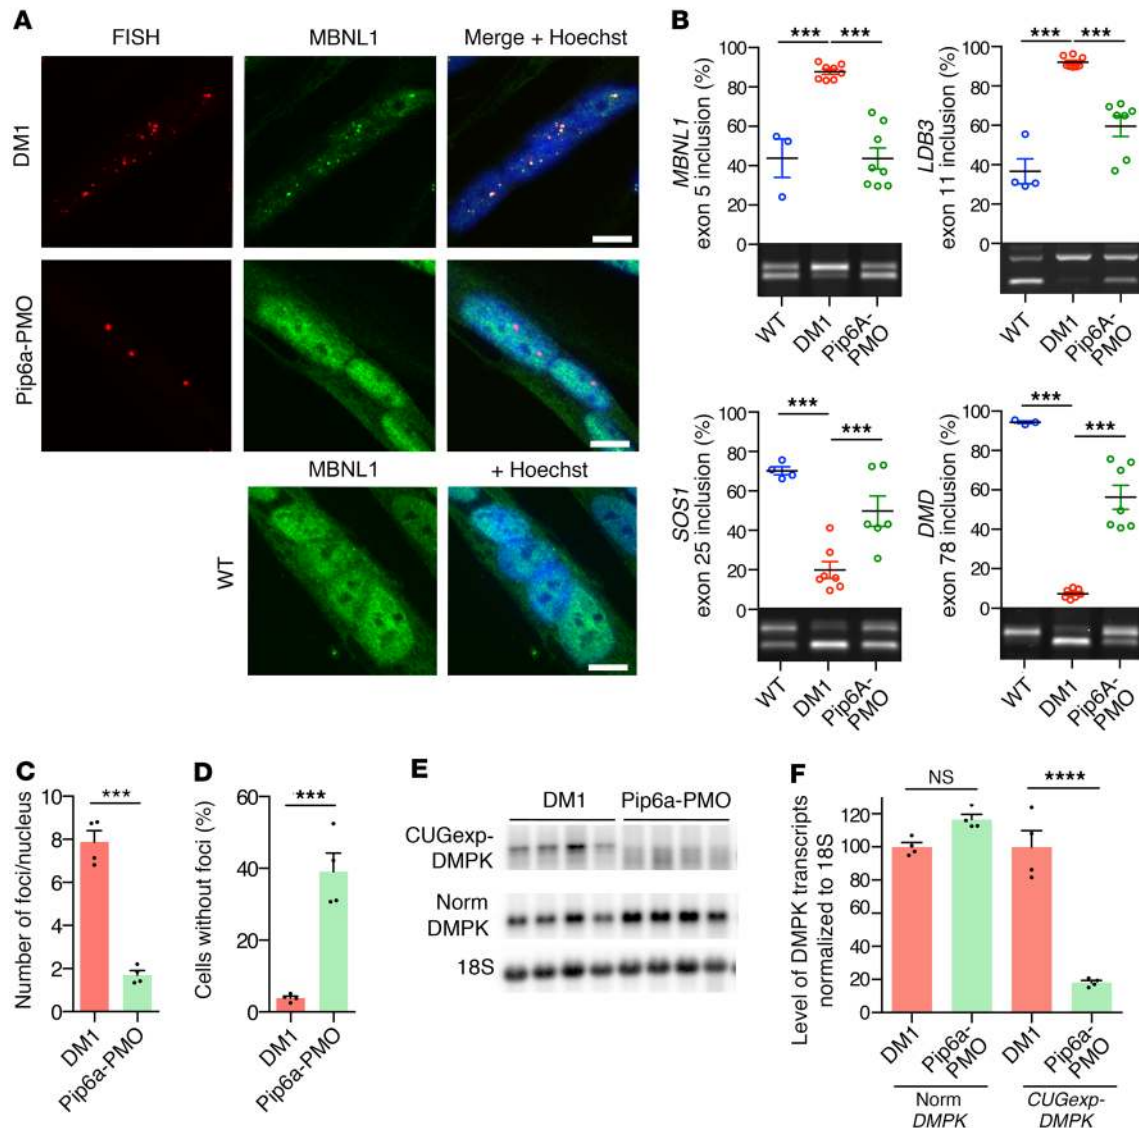 A
FISH
MBNL1
Merge + Hoechst
DM1
Pip6a-PMO
MBNL1
+ Hoechst
WT
B
*** ***
100
80
60
40
20
0
MBNL1
exon 5 inclusion (%)
WT
DM1
Pip6A-
PMO
*** ***
100
80
60
40
20
0
LDB3
exon 11 inclusion (%)
WT
DM1
Pip6A-
PMO
***
***
100
80
60
40
20
0
SOS1
exon 25 inclusion (%)
WT
DM1
Pip6A-
PMO
***
***
100
80
60
40
20
0
DMD
exon 78 inclusion (%)
WT
DM1
Pip6A-
PMO
C
***
10
8
6
4
2
0
Number of foci/nucleus
DM1
Pip6a-PMO
D
***
60
40
20
0
Cells without foci (%)
DM1
Pip6a-PMO
E
DM1
Pip6a-PMO
CUGexp-
DMPK
Norm
DMPK
18S
F
NS
****
120
100
80
60
40
20
0
Level of DMPK transcripts
normalized to 18S
DM1
Pip6a-
PMO
DM1
Pip6a-
PMO
Norm
DMPK
CUGexp-
DMPK